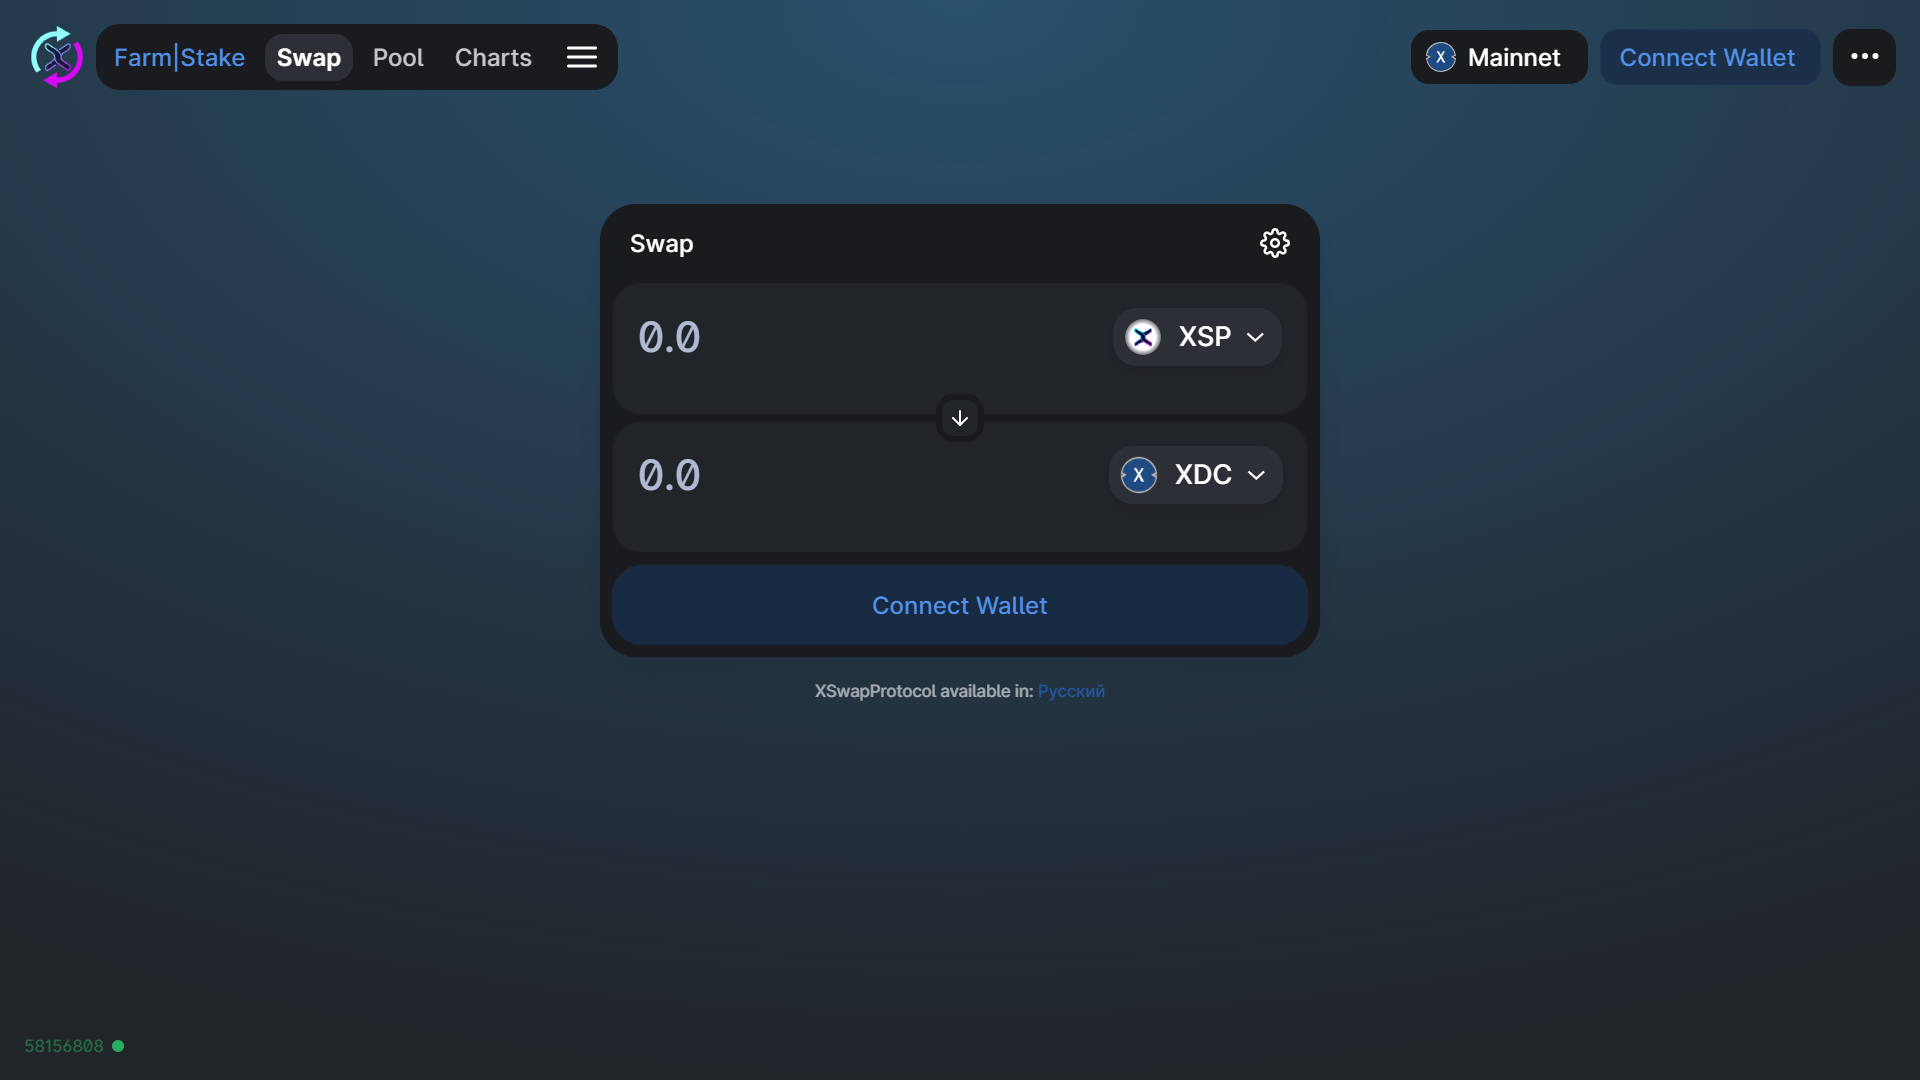 Farm|Stake
Swap
Pool
Charts
X
Mainnet
Connect Wallet
Swap
0.0
XSP
0.0
X
XDC
Connect Wallet
XSwapProtocol available in: Русский
58156808